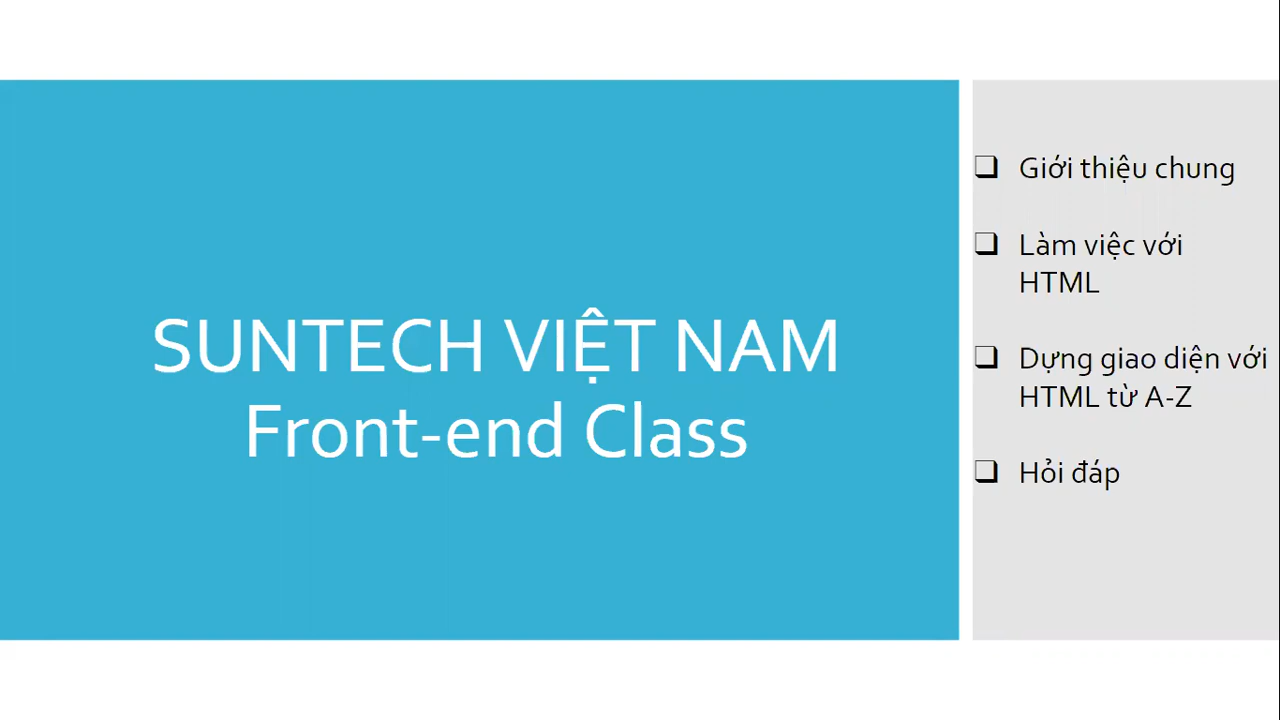 SUNTECH VIỆT NAM
Front-end Class
❑ Giới thiệu chung
❑ Làm việc với
HTML
❑ Dựng giao diện với
HTML từ A-Z
❑ Hỏi đáp